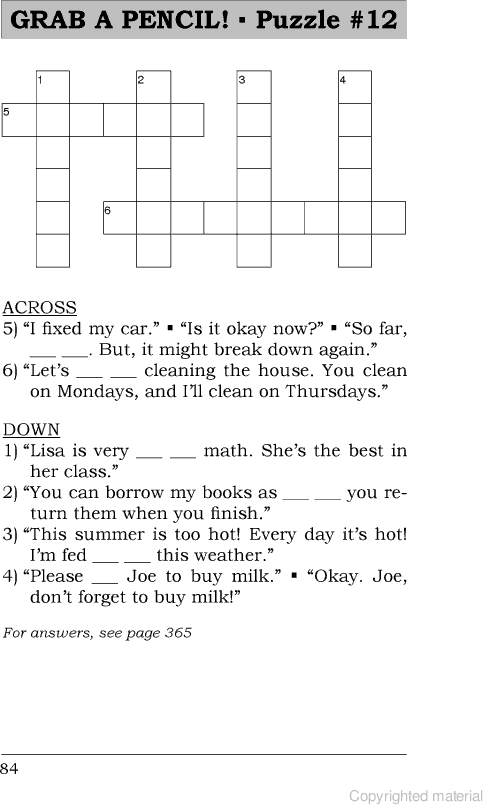 GRAB A PENCIL! ▪ Puzzle #12
1 2 3 4
5
6
ACROSS
5) “I fixed my car.” ▪ “Is it okay now?” ▪ “So far,
___ ___. But, it might break down again.”
6) “Let’s ___ ___ cleaning the house. You clean
on Mondays, and I’ll clean on Thursdays.”
DOWN
1) “Lisa is very ___ ___ math. She’s the best in
her class.”
2) “You can borrow my books as ___ ___ you re-
turn them when you finish.”
3) “This summer is too hot! Every day it’s hot!
I’m fed ___ ___ this weather.”
4) “Please ___ Joe to buy milk.” ▪ “Okay. Joe,
don’t forget to buy milk!”
For answers, see page 365
84
Copyrighted material